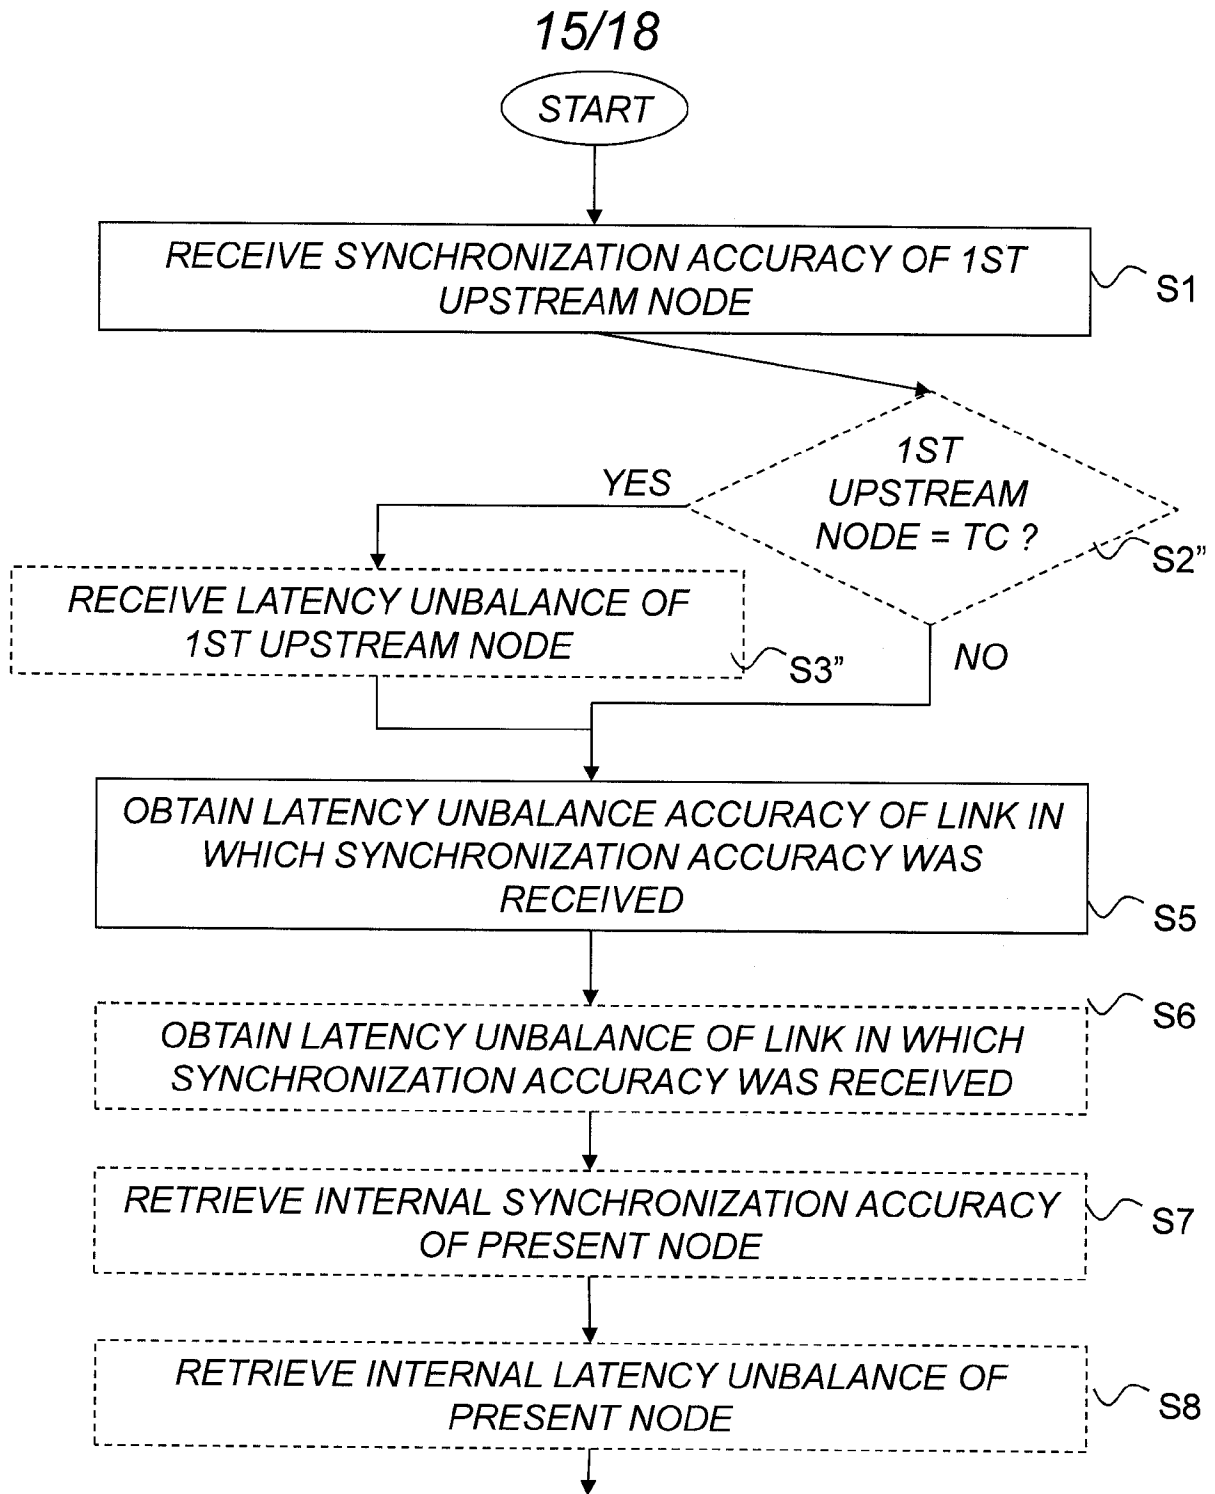 15/18
START
RECEIVE SYNCHRONIZATION ACCURACY OF 1ST
UPSTREAM NODE
S1
1ST
UPSTREAM
NODE = TC ?
YES
S2”
RECEIVE LATENCY UNBALANCE OF
1ST UPSTREAM NODE
S3”
NO
OBTAIN LATENCY UNBALANCE ACCURACY OF LINK IN
WHICH SYNCHRONIZATION ACCURACY WAS
RECEIVED
S5
OBTAIN LATENCY UNBALANCE OF LINK IN WHICH
SYNCHRONIZATION ACCURACY WAS RECEIVED
S6
RETRIEVE INTERNAL SYNCHRONIZATION ACCURACY
OF PRESENT NODE
S7
RETRIEVE INTERNAL LATENCY UNBALANCE OF
PRESENT NODE
S8